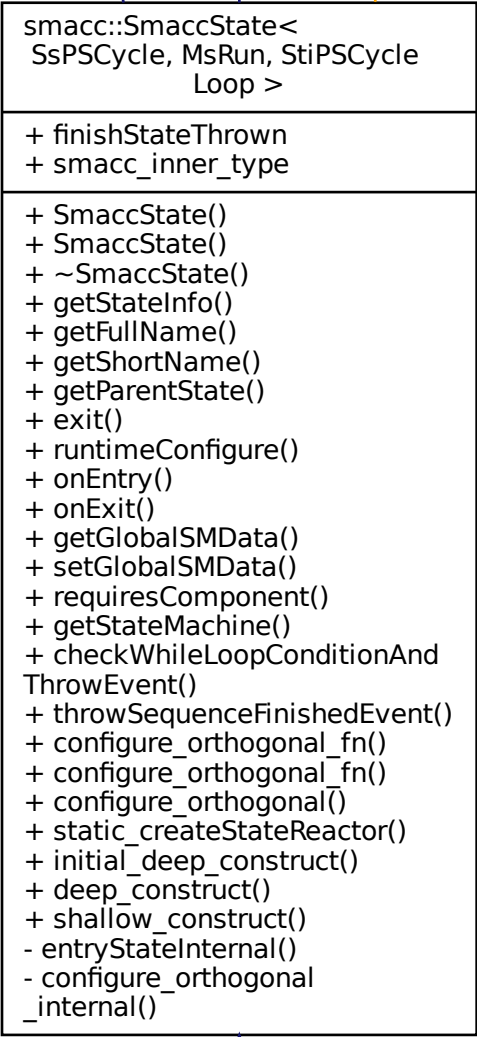 smacc::SmaccState<
SsPSCycle, MsRun, StiPSCycle
Loop >
+ finishStateThrown
+ smacc_inner_type
+ SmaccState()
+ SmaccState()
+ ~SmaccState()
+ getStateInfo()
+ getFullName()
+ getShortName()
+ getParentState()
+ exit()
+ runtimeConfigure()
+ onEntry()
+ onExit()
+ getGlobalSMData()
+ setGlobalSMData()
+ requiresComponent()
+ getStateMachine()
+ checkWhileLoopConditionAnd
ThrowEvent()
+ throwSequenceFinishedEvent()
+ configure_orthogonal_fn()
+ configure_orthogonal_fn()
+ configure_orthogonal()
+ static_createStateReactor()
+ initial_deep_construct()
+ deep_construct()
+ shallow_construct()
- entryStateInternal()
- configure_orthogonal
_internal()